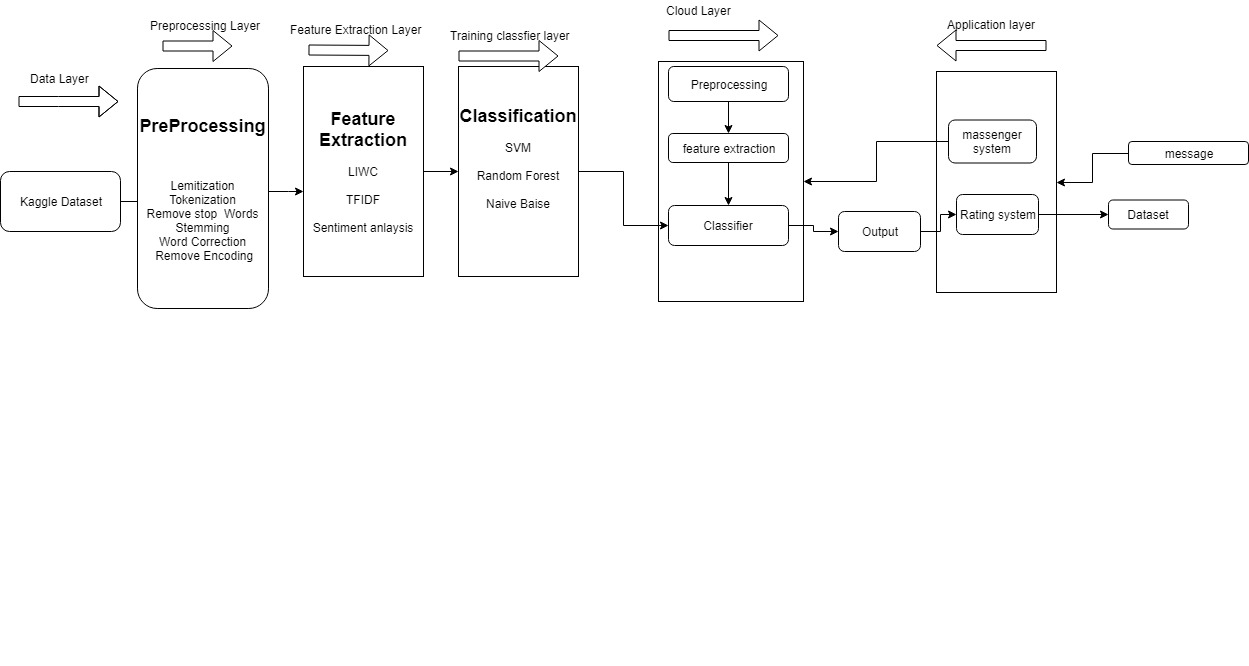 Data Layer
Kaggle Dataset
Preprocessing Layer
PreProcessing
Lemitization
Tokenization
Remove stop  Words
Stemming
Word Correction
Remove Encoding
Feature Extraction Layer
Feature
Extraction
LIWC
TFIDF
Sentiment anlaysis
Training classfier layer
Classification
SVM
Random Forest
Naive Baise
Cloud Layer
Preprocessing
feature extraction
Classifier
Output
Application layer
massenger
system
Rating system
message
Dataset